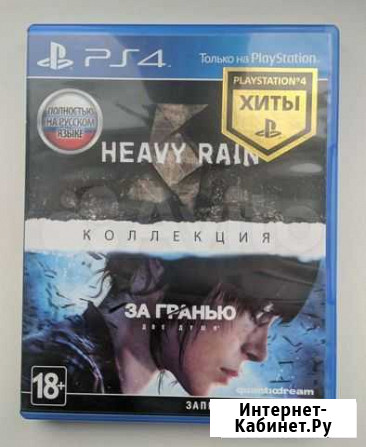 PS4
Только на PlayStation
PLAYSTATION®4
ХИТЫ
ПОЛНОСТЬЮ
НА РУССКОМ
ЯЗЫКЕ
HEAVY RAIN
КОЛЛЕКЦИЯ
ЗА ГРАНЬЮ
ДВЕ ДУШИ
18+
quanticdream
Интернет-
Кабинет.Ру